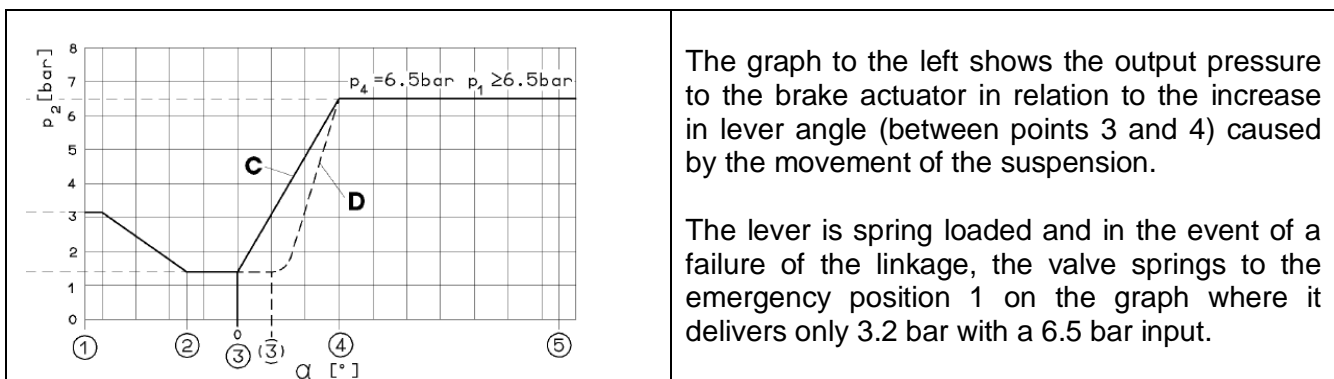 8
7
6
5
4
3
2
1
0
p2 [bar]
p4 =6.5bar p1 ≥6.5bar
C
D
0
1 2 3 (3) 4 5
α [°]
The graph to the left shows the output pressure
to the brake actuator in relation to the increase
in lever angle (between points 3 and 4) caused
by the movement of the suspension.
The lever is spring loaded and in the event of a
failure of the linkage, the valve springs to the
emergency position 1 on the graph where it
delivers only 3.2 bar with a 6.5 bar input.